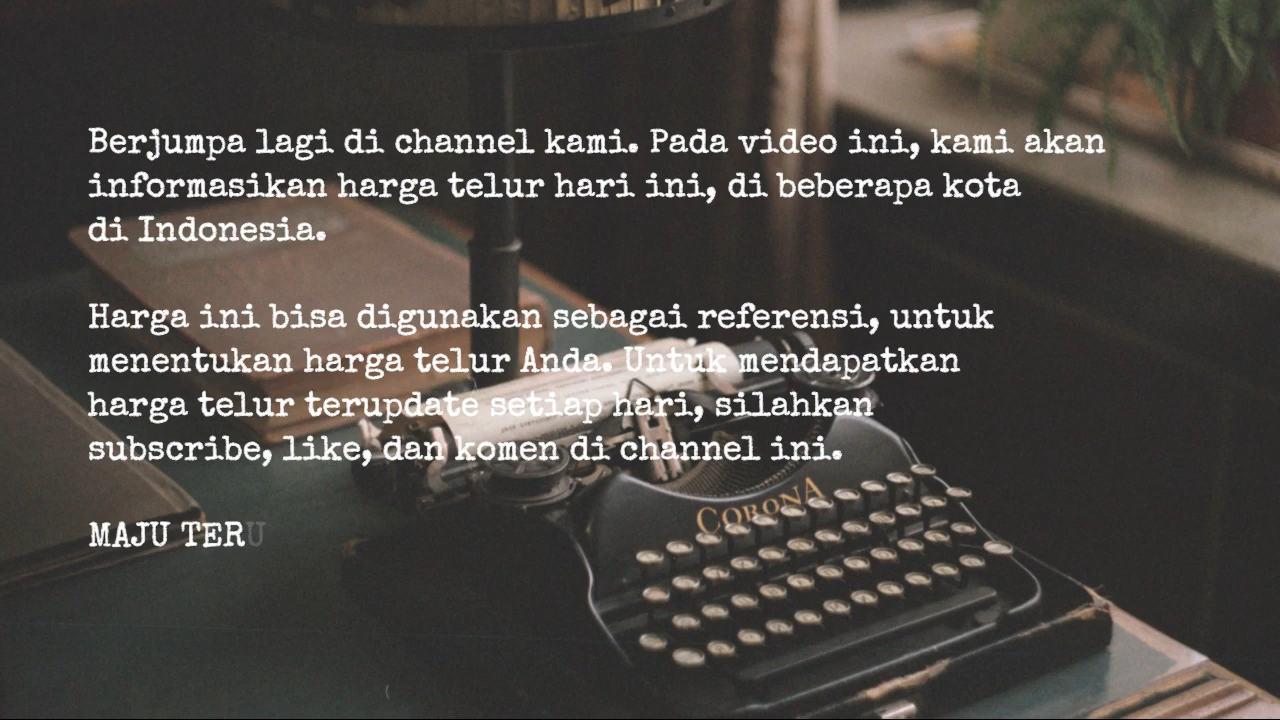 Berjumpa lagi di channel kami. Pada video ini, kami akan
informasikan harga telur hari ini, di beberapa kota
di Indonesia.
Harga ini bisa digunakan sebagai referensi, untuk
menentukan harga telur Anda. Untuk mendapatkan
harga telur terupdate setiap hari, silahkan
subscribe, like, dan komen di channel ini.
MAJU TERU
CORONA